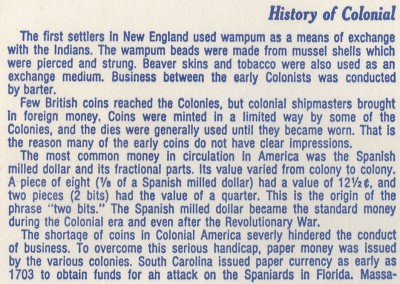 History of Colonial
The first settlers in New England used wampum as a means of exchange
with the Indians. The wampum beads were made from mussel shells which
were pierced and strung. Beaver skins and tobacco were also used as an
exchange medium. Business between the early Colonists was conducted
by barter.
Few British coins reached the Colonies, but colonial shipmasters brought
in foreign money. Coins were minted in a limited way by some of the
Colonies, and the dies were generally used until they became worn. That is
the reason many of the early coins do not have clear impressions.
The most common money in circulation in America was the Spanish
milled dollar and its fractional parts. Its value varied from colony to colony.
A piece of eight (⅛ of a Spanish milled dollar) had a value of 12½¢, and
two pieces (2 bits) had the value of a quarter. This is the origin of the
phrase "two bits." The Spanish milled dollar became the standard money
during the Colonial era and even after the Revolutionary War.
The shortage of coins in Colonial America severly hindered the conduct
of business. To overcome this serious handicap, paper money was issued
by the various colonies. South Carolina issued paper currency as early as
1703 to obtain funds for an attack on the Spaniards in Florida. Massa-